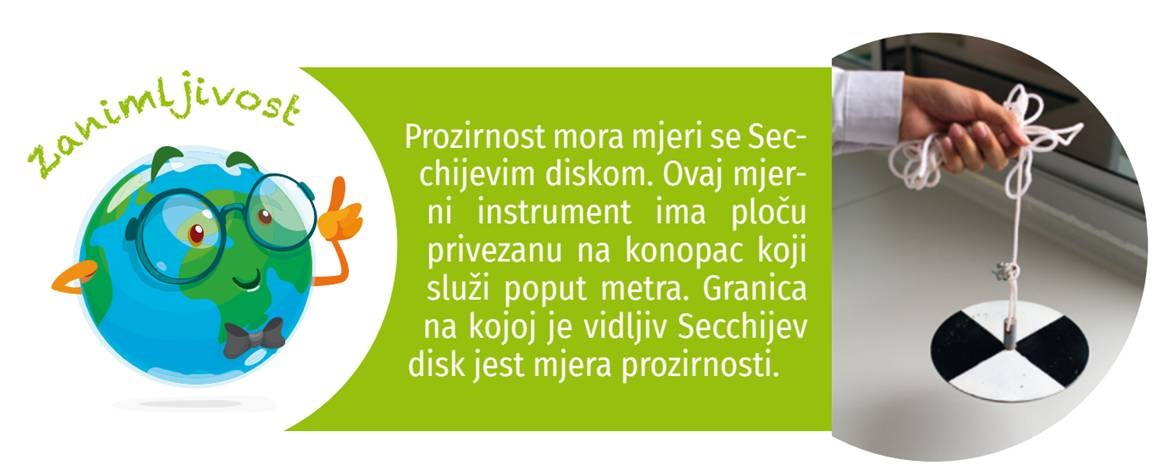 Zanimljivost
Prozirnost mora mjeri se Sec-
chijevim diskom. Ovaj mjer-
ni instrument ima ploču
privezanu na konopac koji
služi poput metra. Granica
na kojoj je vidljiv Secchijev
disk jest mjera prozirnosti.